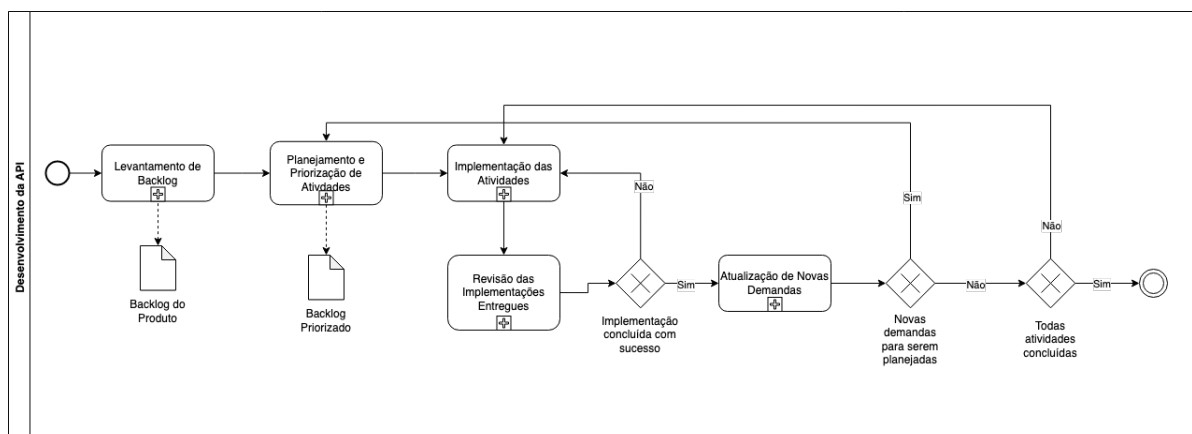 Desenvolvimento da API
Levantamento de
Backlog
Backlog do
Produto
Planejamento e
Priorização de
Ativdades
Backlog
Priorizado
Implementação das
Atividades
Revisão das
Implementações
Entregues
Não
Implementação
concluída com
sucesso
Sim
Atualização de Novas
Demandas
Sim
Novas
demandas
para serem
planejadas
Não
Não
Todas
atividades
concluídas
Sim